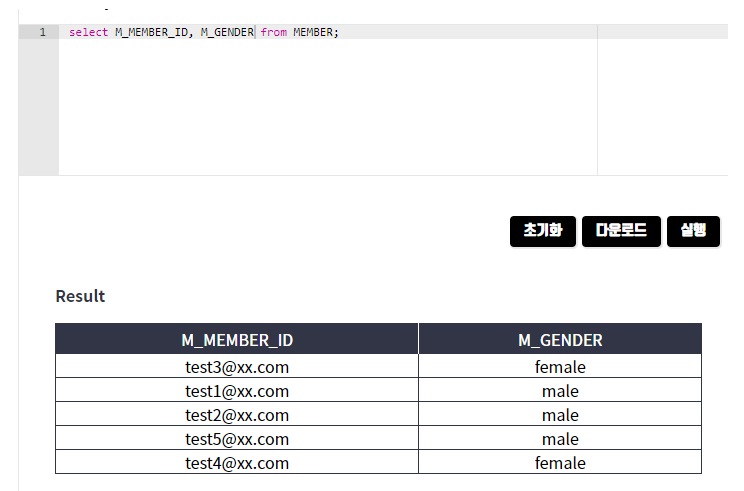 1 select M_MEMBER_ID, M_GENDER from MEMBER;
초기화 다운로드 실행
Result
M_MEMBER_ID M_GENDER
test3@xx.com female
test1@xx.com male
test2@xx.com male
test5@xx.com male
test4@xx.com female